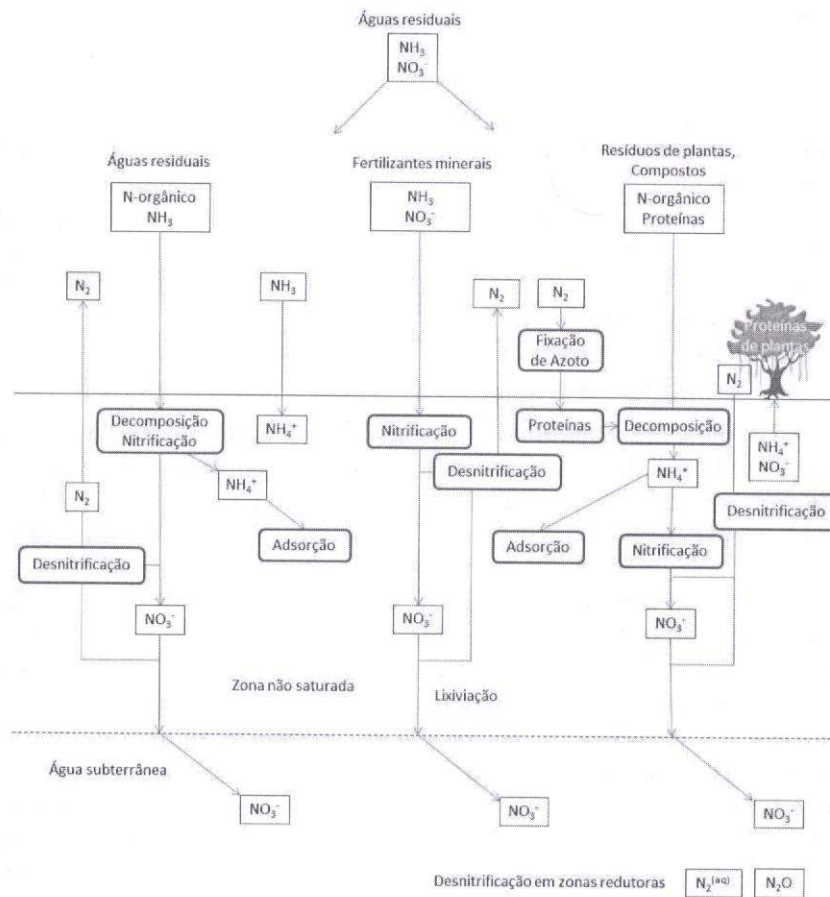 Águas residuais
NH₃
NO₃⁻
Águas residuais
N-orgânico
NH₃
Fertilizantes minerais
NH₃
NO₃⁻
Resíduos de plantas,
Compostos
N-orgânico
Proteínas
N₂
NH₃
N₂
N₂
Fixação
de Azoto
Proteínas
de plantas
N₂
Decomposição
Nitrificação
NH₄⁺
Nitrificação
Proteínas
Decomposição
NH₄⁺
NO₃⁻
Desnitrificação
N₂
NH₄⁺
NH₄⁺
Desnitrificação
Desnitrificação
Adsorção
Adsorção
Nitrificação
NO₃⁻
NO₃⁻
NO₃⁻
Zona não saturada
Lixiviação
Água subterrânea
NO₃⁻
NO₃⁻
NO₃⁻
Desnitrificação em zonas redutoras
N₂⁽ᵃq⁾
N₂O